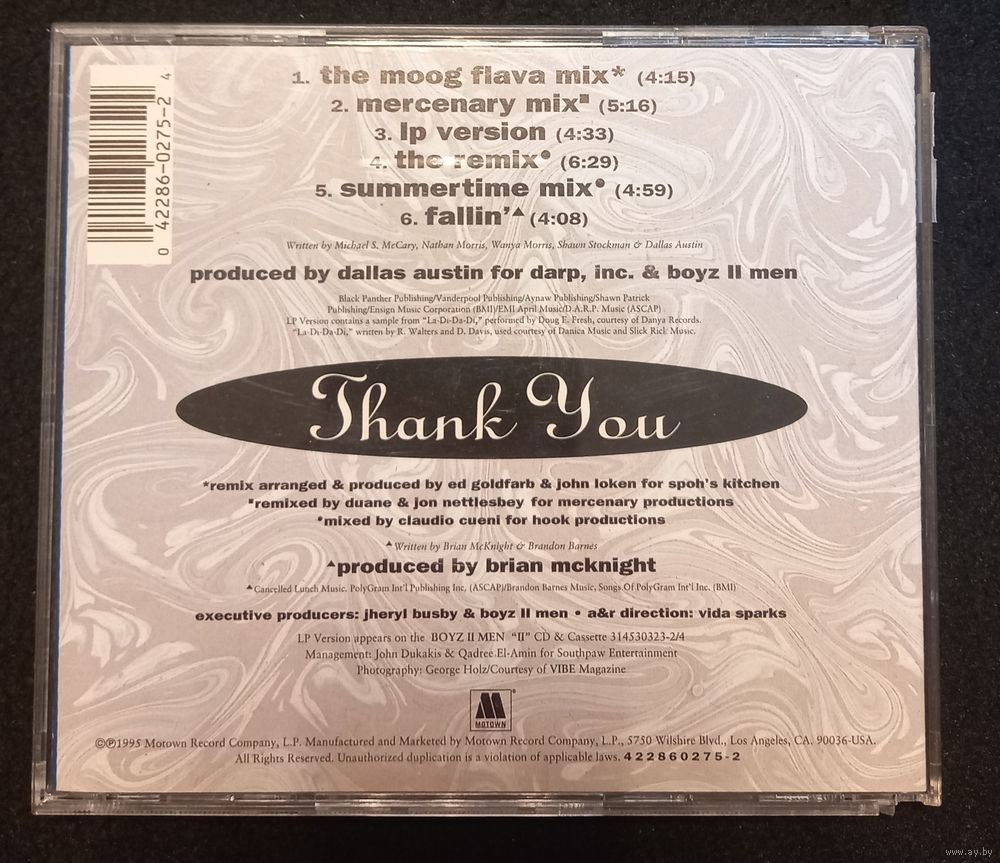 1. the moog flava mix* (4:15)
2. mercenary mix■ (5:16)
3. lp version (4:33)
4. the remix● (6:29)
5. summertime mix● (4:59)
6. fallin'▲ (4:08)
0 42286-0275-2 4
Written by Michael S. McCary, Nathan Morris, Wanya Morris, Shawn Stockman & Dallas Austin
produced by dallas austin for darp, inc. & boyz II men
Black Panther Publishing/Vanderpool Publishing/Aynaw Publishing/Shawn Patrick
Publishing/Ensign Music Corporation (BMI)/EMI April Music/D.A.R.P. Music (ASCAP)
LP Version contains a sample from "La-Di-Da-Di," performed by Doug E. Fresh, courtesy of Danya Records.
"La-Di-Da-Di," written by R. Walters and D. Davis, used courtesy of Danica Music and Slick Rick Music.
Thank You
*remix arranged & produced by ed goldfarb & john loken for spoh's kitchen
■remixed by duane & jon nettlesbey for mercenary productions
●mixed by claudio cueni for hook productions
▲Written by Brian McKnight & Brandon Barnes
▲produced by brian mcknight
▲Cancelled Lunch Music. PolyGram Int'l Publishing Inc. (ASCAP)/Brandon Barnes Music, Songs Of PolyGram Int'l Inc. (BMI)
executive producers: jheryl busby & boyz II men • a&r direction: vida sparks
LP Version appears on the BOYZ II MEN "II" CD & Cassette 314530323-2/4
Management: John Dukakis & Qadree El-Amin for Southpaw Entertainment
Photography: George Holz/Courtesy of VIBE Magazine
MOTOWN®
©℗1995 Motown Record Company, L.P. Manufactured and Marketed by Motown Record Company, L.P., 5750 Wilshire Blvd., Los Angeles, CA. 90036-USA.
All Rights Reserved. Unauthorized duplication is a violation of applicable laws. 422860275-2
www.ay.by